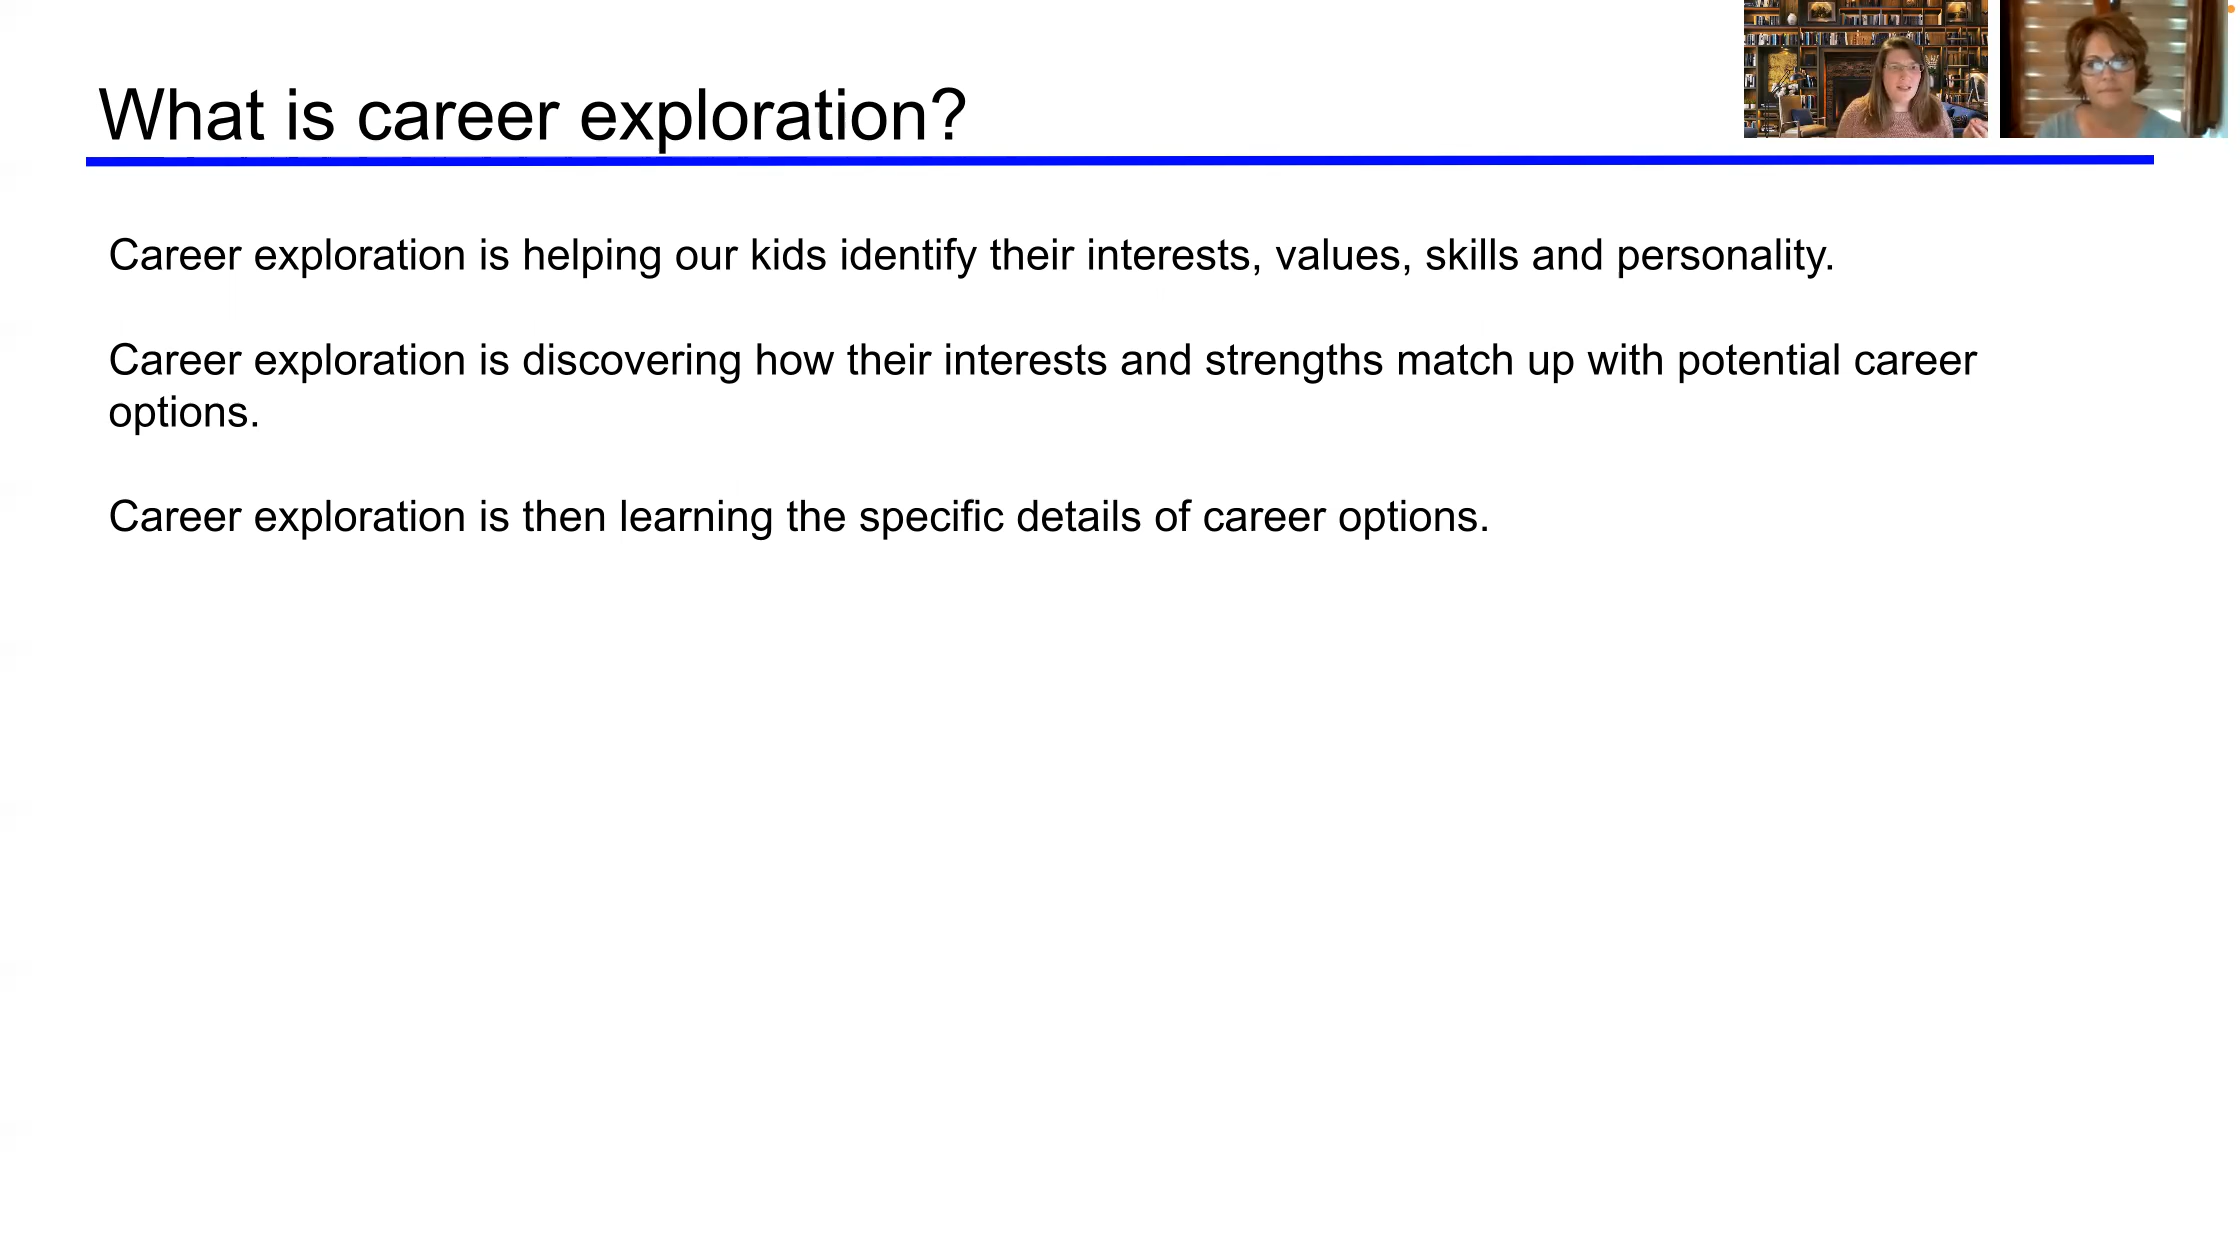 What is career exploration?
Career exploration is helping our kids identify their interests, values, skills and personality.
Career exploration is discovering how their interests and strengths match up with potential career
options.
Career exploration is then learning the specific details of career options.